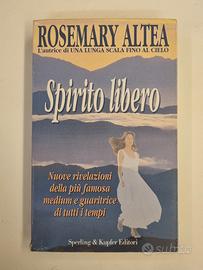 ROSEMARY ALTEA
L'autrice di UNA LUNGA SCALA FINO AL CIELO
Spirito libero
Nuove rivelazioni
della più famosa
medium e guaritrice
di tutti i tempi
Sperling & Kupfer Editori
subito